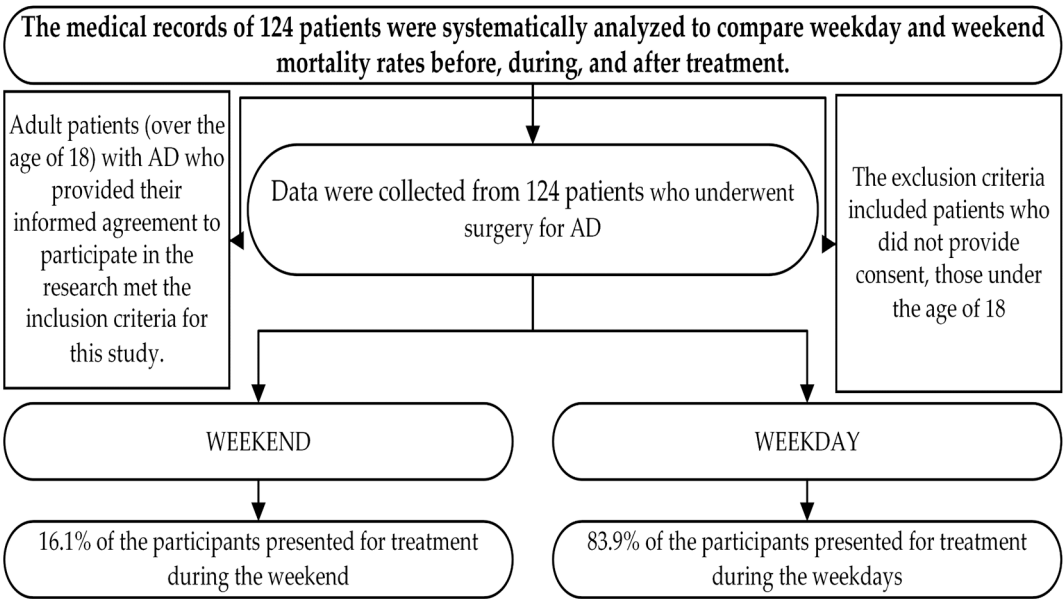 The medical records of 124 patients were systematically analyzed to compare weekday and weekend
mortality rates before, during, and after treatment.
Adult patients (over the
age of 18) with AD who
provided their
informed agreement to
participate in the
research met the
inclusion criteria for
this study.
Data were collected from 124 patients who underwent
surgery for AD
The exclusion criteria
included patients who
did not provide
consent, those under
the age of 18
WEEKEND
WEEKDAY
16.1% of the participants presented for treatment
during the weekend
83.9% of the participants presented for treatment
during the weekdays